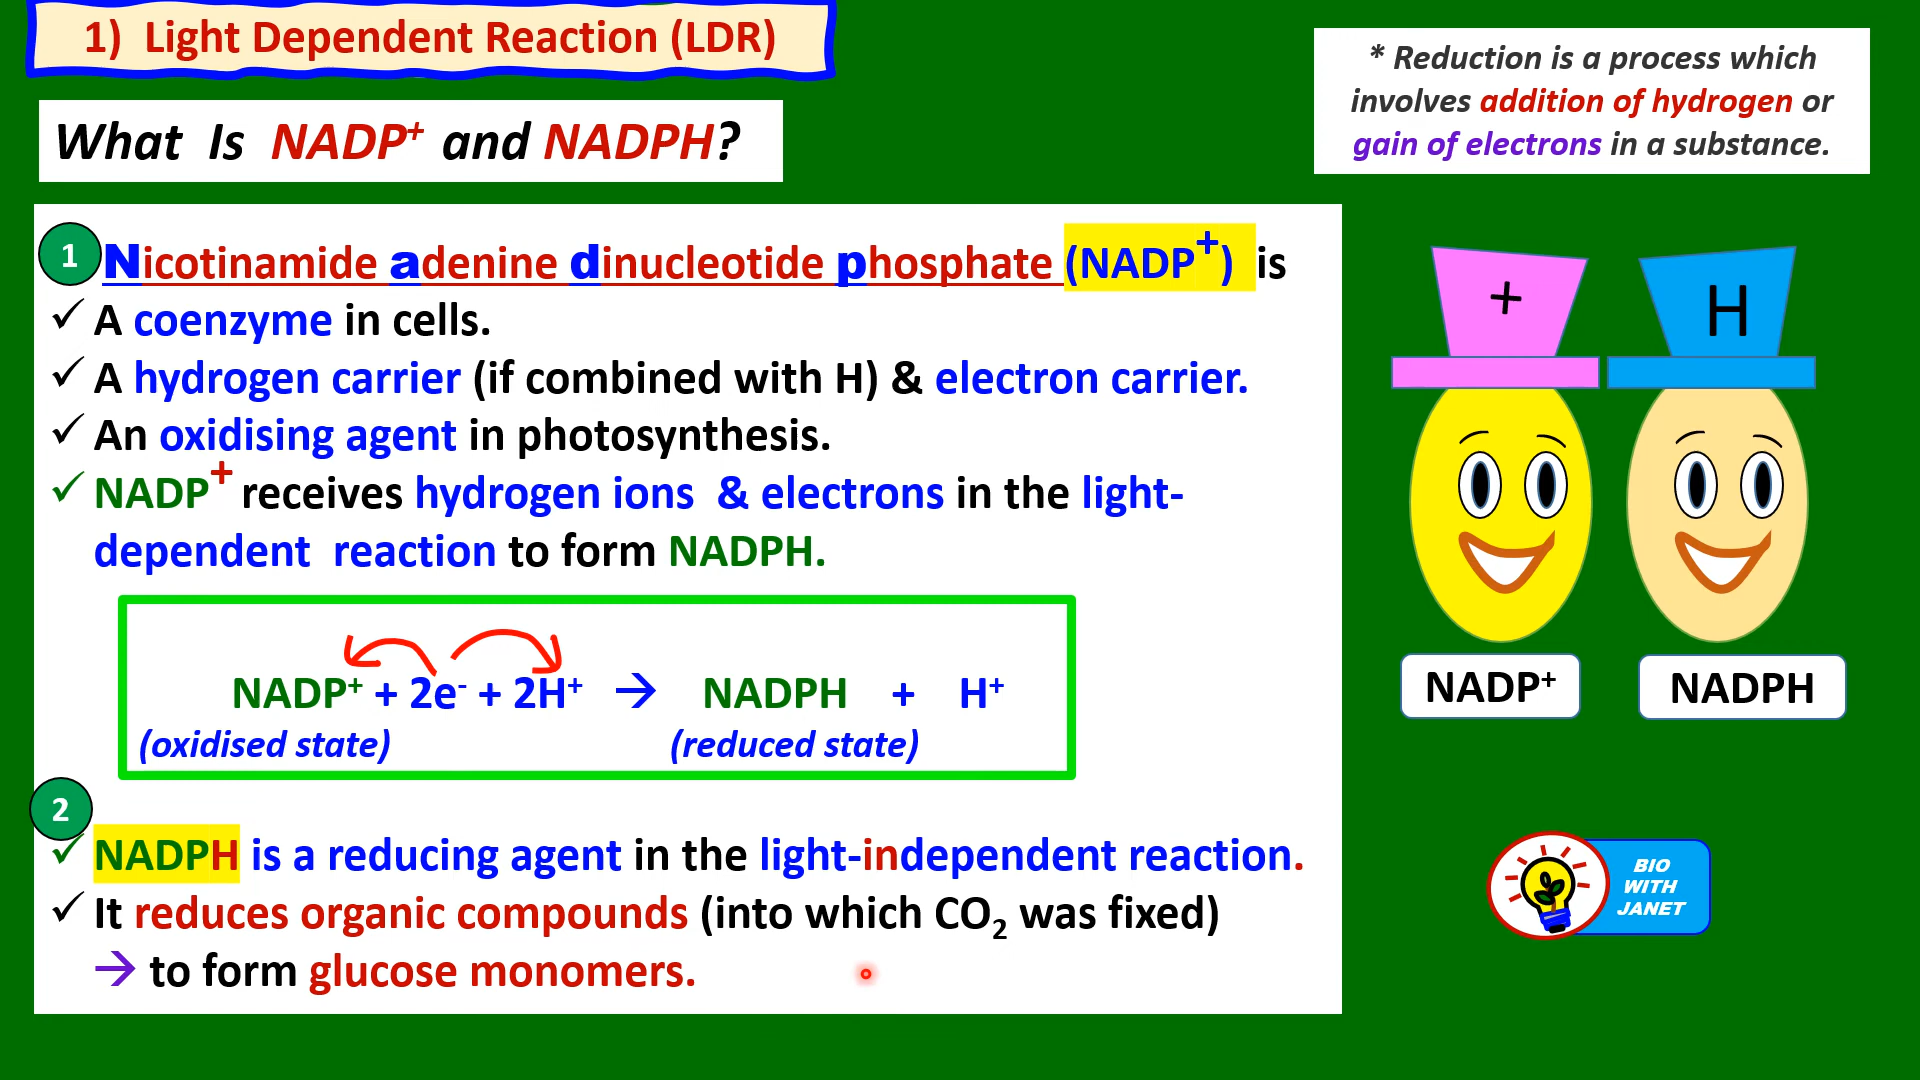 1) Light Dependent Reaction (LDR)
* Reduction is a process which
involves addition of hydrogen or
gain of electrons in a substance.
What Is NADP⁺ and NADPH?
1
Nicotinamide adenine dinucleotide phosphate (NADP⁺) is
✓ A coenzyme in cells.
✓ A hydrogen carrier (if combined with H) & electron carrier.
✓ An oxidising agent in photosynthesis.
✓ NADP⁺ receives hydrogen ions & electrons in the light-
dependent reaction to form NADPH.
NADP⁺ + 2e⁻ + 2H⁺ → NADPH + H⁺
(oxidised state) (reduced state)
2
✓ NADPH is a reducing agent in the light-independent reaction.
✓ It reduces organic compounds (into which CO₂ was fixed)
→ to form glucose monomers.
+
H
NADP⁺
NADPH
BIO
WITH
JANET